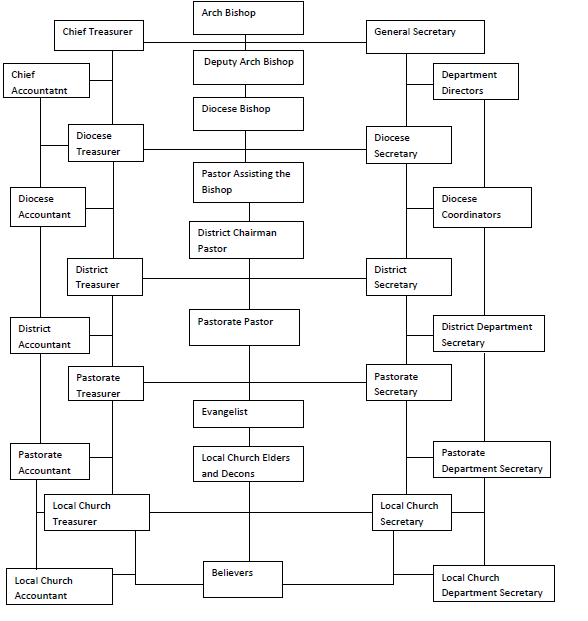 Arch Bishop
Chief Treasurer
General Secretary
Deputy Arch Bishop
Chief
Accountatnt
Department
Directors
Diocese Bishop
Diocese
Treasurer
Diocese
Secretary
Pastor Assisting the
Bishop
Diocese
Accountant
Diocese
Coordinators
District Chairman
Pastor
District
Treasurer
District
Secretary
Pastorate Pastor
District
Accountant
District Department
Secretary
Pastorate
Treasurer
Pastorate
Secretary
Evangelist
Pastorate
Accountant
Local Church Elders
and Decons
Pastorate
Department Secretary
Local Church
Treasurer
Local Church
Secretary
Believers
Local Church
Accountant
Local Church
Department Secretary